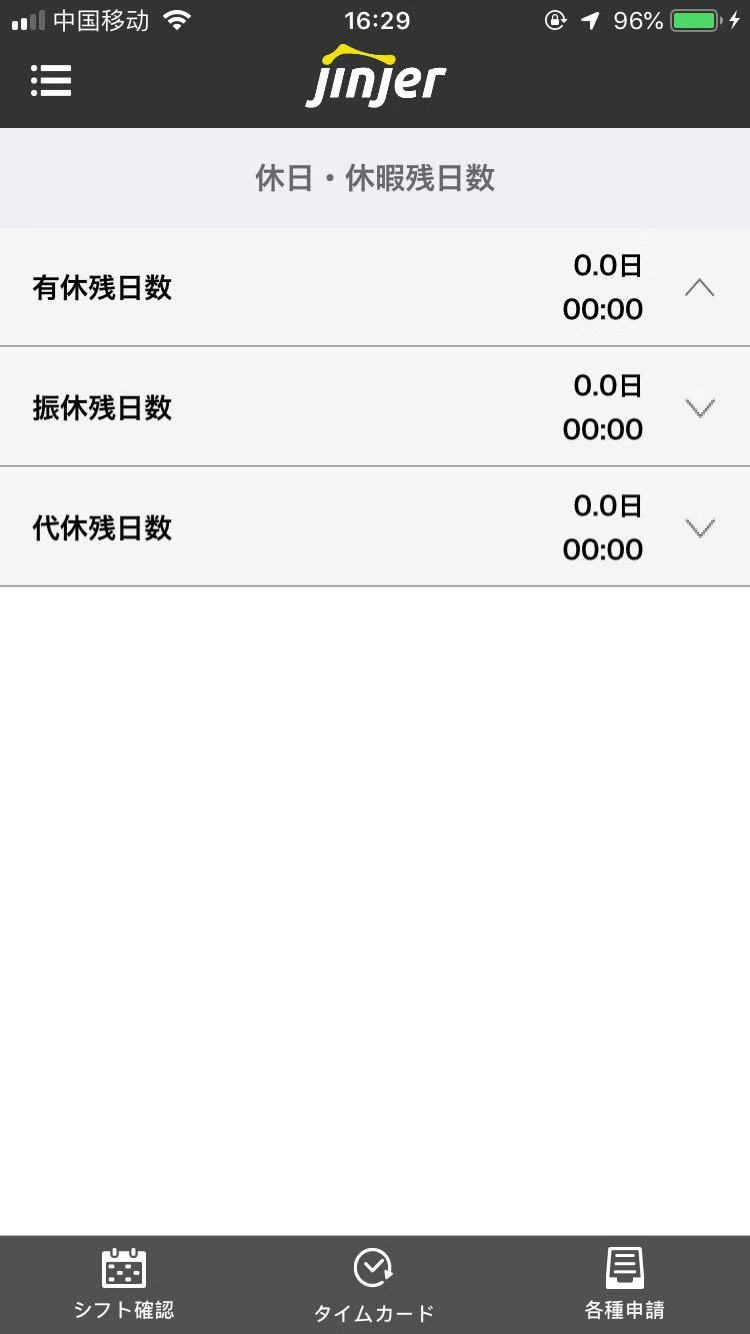 中国移动 16:29 96%
jinjer
休日・休暇残日数
有休残日数
0.0日
00:00
振休残日数
0.0日
00:00
代休残日数
0.0日
00:00
シフト確認 タイムカード 各種申請